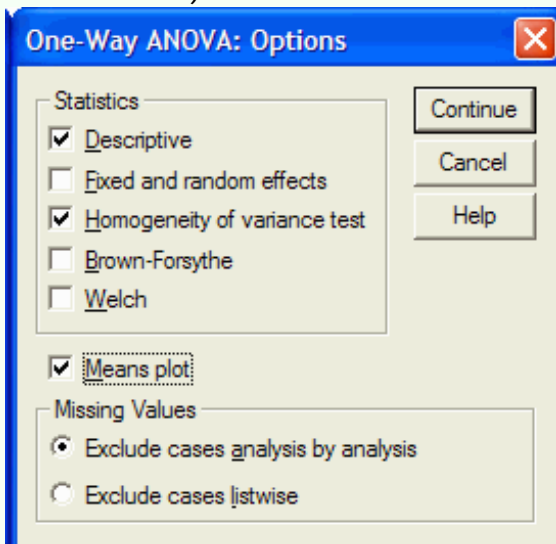 One-Way ANOVA: Options
Statistics
Descriptive
Fixed and random effects
Homogeneity of variance test
Brown-Forsythe
Welch
Continue
Cancel
Help
Means plot
Missing Values
Exclude cases analysis by analysis
Exclude cases listwise